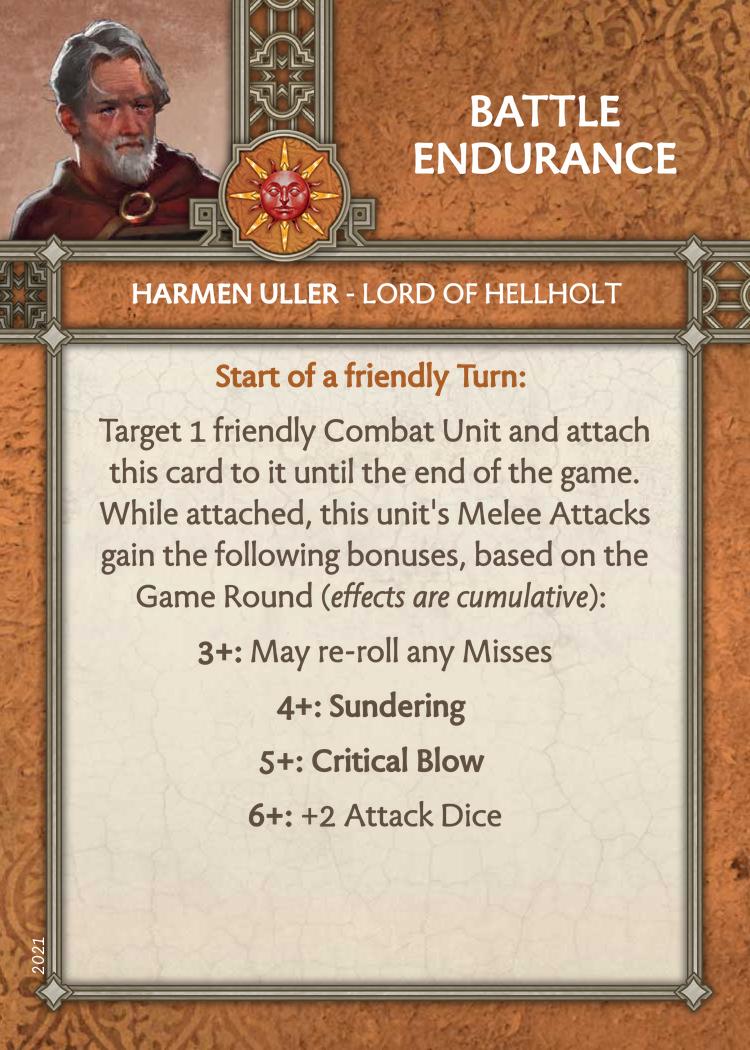 BATTLE
ENDURANCE
HARMEN ULLER - LORD OF HELLHOLT
Start of a friendly Turn:
Target 1 friendly Combat Unit and attach
this card to it until the end of the game.
While attached, this unit's Melee Attacks
gain the following bonuses, based on the
Game Round (effects are cumulative):
3+: May re-roll any Misses
4+: Sundering
5+: Critical Blow
6+: +2 Attack Dice
2021